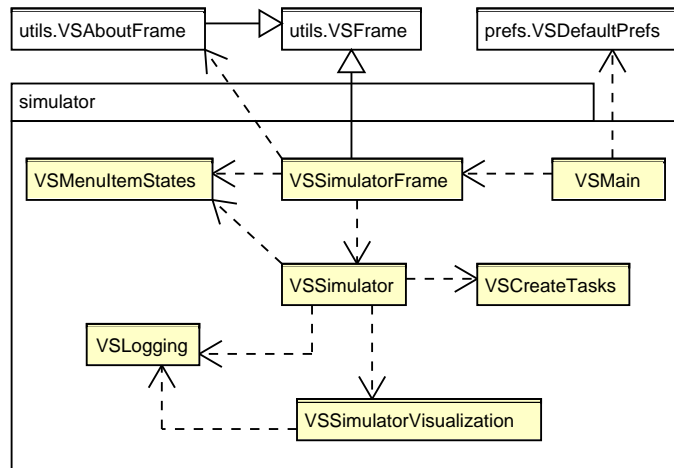 utils.VSAboutFrame
utils.VSFrame
prefs.VSDefaultPrefs
simulator
VSMenuItemStates
VSSimulatorFrame
VSMain
VSSimulator
VSCreateTasks
VSLogging
VSSimulatorVisualization